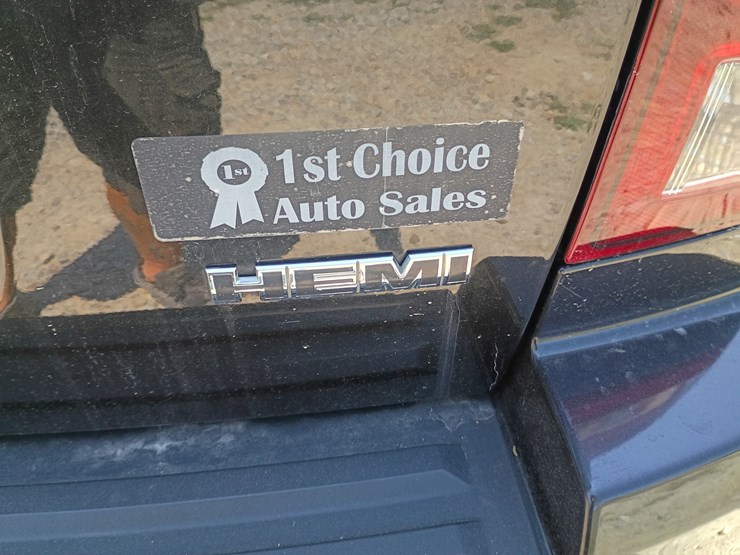 1st
1st Choice
Auto Sales
HEMI